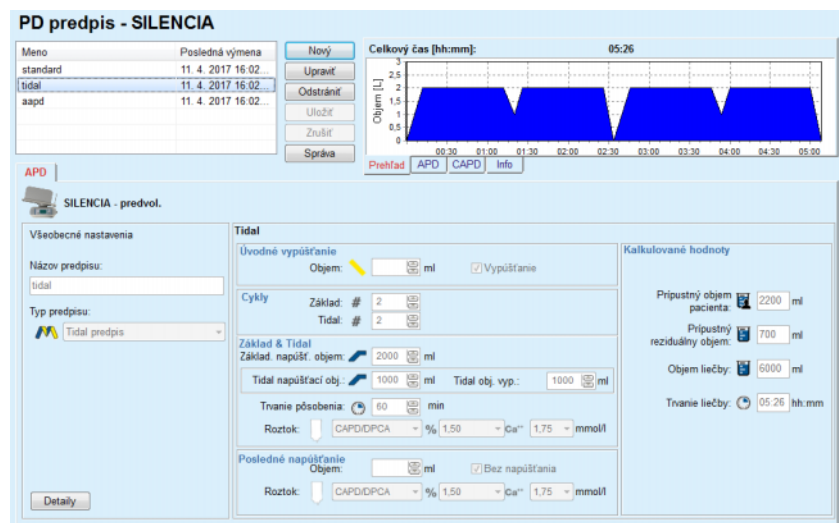 PD predpis - SILENCIA
Meno Posledná výmena
standard 11. 4. 2017 16:02...
tidal 11. 4. 2017 16:02...
aapd 11. 4. 2017 16:02...
Nový
Upraviť
Odstrániť
Uložiť
Zrušiť
Správa
Celkový čas [hh:mm]: 05:26
Objem [L]
3
2,5
2
1,5
1
0,5
0
00:30 01:00 01:30 02:00 02:30 03:00 03:30 04:00 04:30 05:00
Prehľad APD CAPD Info
APD
SILENCIA - predvol.
Všeobecné nastavenia
Názov predpisu:
tidal
Typ predpisu:
Tidal predpis
Detaily
Tidal
Úvodné vypúšťanie
Objem: ml Vypúšťanie
Cykly
Základ: # 2
Tidal: # 2
Základ & Tidal
Základ. napúšť. objem: 2000 ml
Tidal napúšťací obj.: 1000 ml Tidal obj. vyp.: 1000 ml
Trvanie pôsobenia: 60 min
Roztok: CAPD/DPCA % 1,50 Ca⁺⁺ 1,75 mmol/l
Posledné napúšťanie
Objem: ml Bez napúšťania
Roztok: CAPD/DPCA % 1,50 Ca⁺⁺ 1,75 mmol/l
Kalkulované hodnoty
Prípustný objem
pacienta: 2200 ml
Prípustný
reziduálny objem: 700 ml
Objem liečby: 6000 ml
Trvanie liečby: 05:26 hh:mm